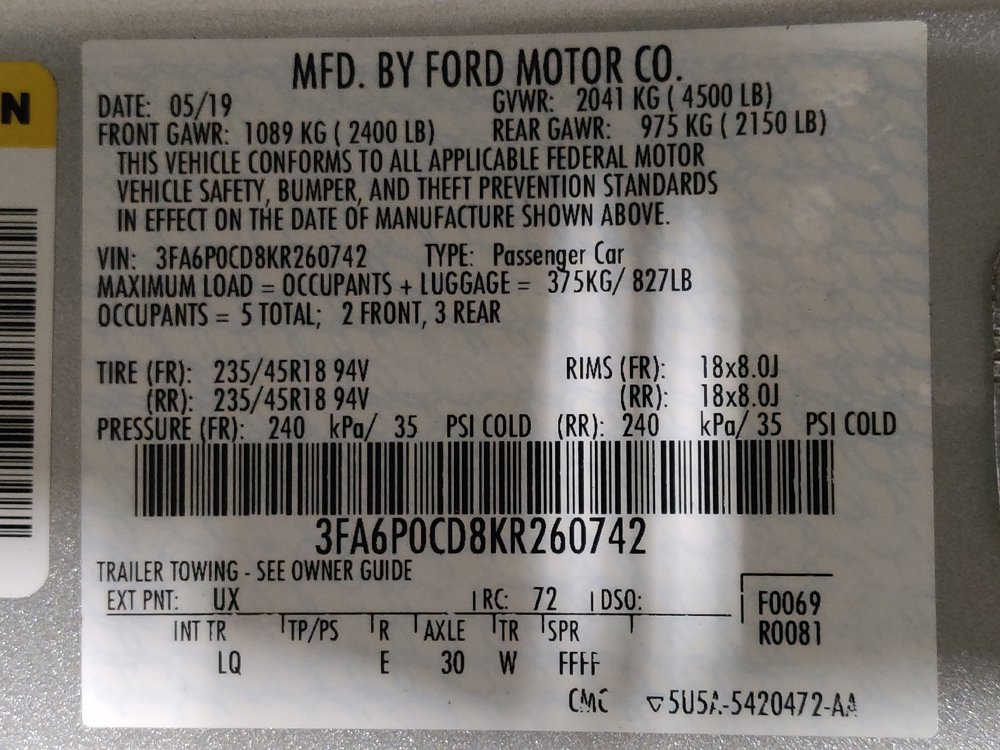 N
MFD. BY FORD MOTOR CO.
DATE: 05/19 GVWR: 2041 KG ( 4500 LB)
FRONT GAWR: 1089 KG ( 2400 LB) REAR GAWR: 975 KG ( 2150 LB)
THIS VEHICLE CONFORMS TO ALL APPLICABLE FEDERAL MOTOR
VEHICLE SAFETY, BUMPER, AND THEFT PREVENTION STANDARDS
IN EFFECT ON THE DATE OF MANUFACTURE SHOWN ABOVE.
VIN: 3FA6P0CD8KR260742 TYPE: Passenger Car
MAXIMUM LOAD = OCCUPANTS + LUGGAGE = 375KG/ 827LB
OCCUPANTS = 5 TOTAL; 2 FRONT, 3 REAR
TIRE (FR): 235/45R18 94V RIMS (FR): 18x8.0J
(RR): 235/45R18 94V (RR): 18x8.0J
PRESSURE (FR): 240 kPa/ 35 PSI COLD (RR): 240 kPa/ 35 PSI COLD
3FA6P0CD8KR260742
TRAILER TOWING - SEE OWNER GUIDE
EXT PNT: UX RC: 72 DSO: F0069
INT TR TP/PS R AXLE TR SPR R0081
LQ E 30 W FFFF
CMC ▽5U5A-5420472-AA